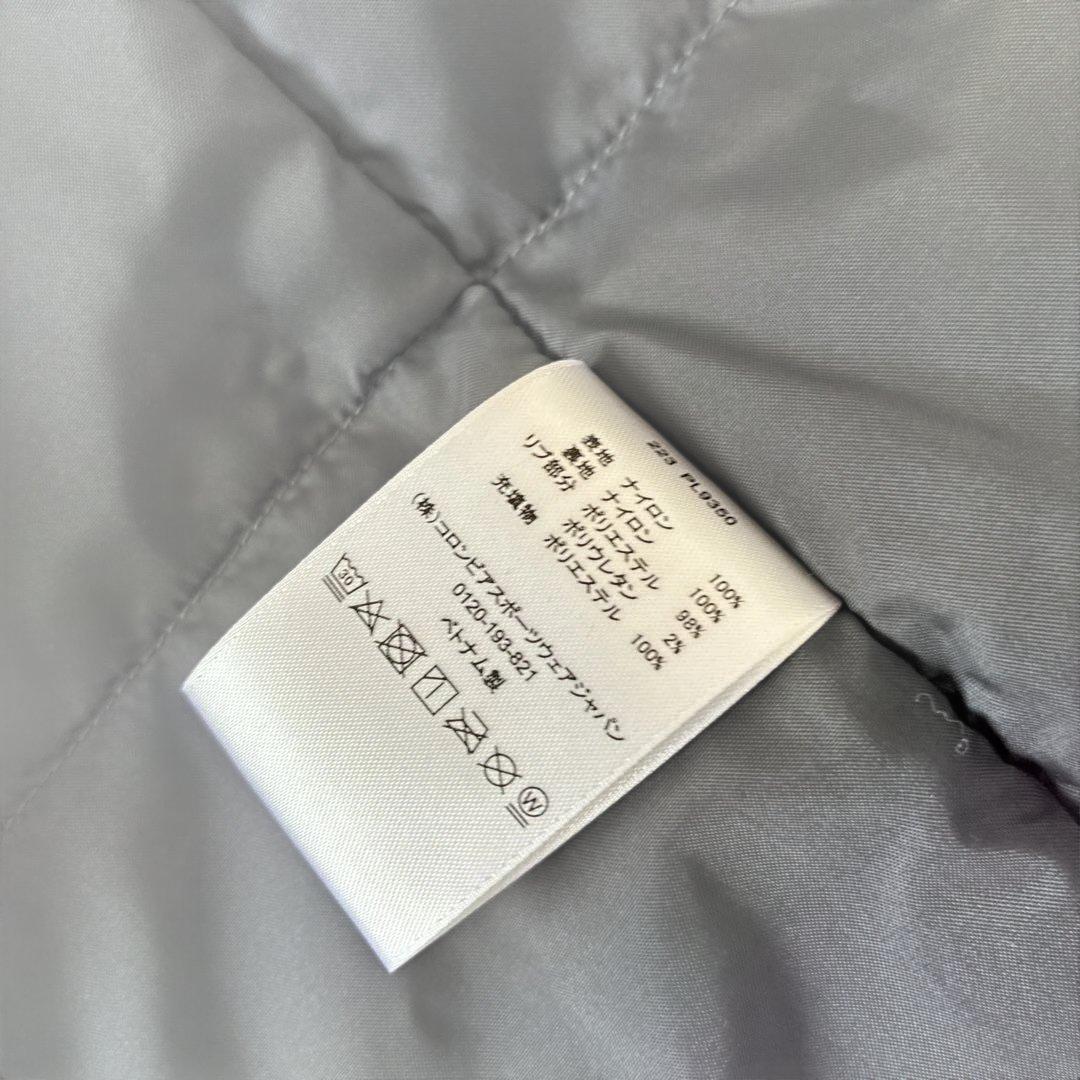 223 PL9350
表地 ナイロン 100%
裏地 ナイロン 100%
リブ部分 ポリエステル 98%
ポリウレタン 2%
充填物 ポリエステル 100%
(株)コロンビアスポーツウェアジャパン
0120-193-821
ベトナム製
30
W